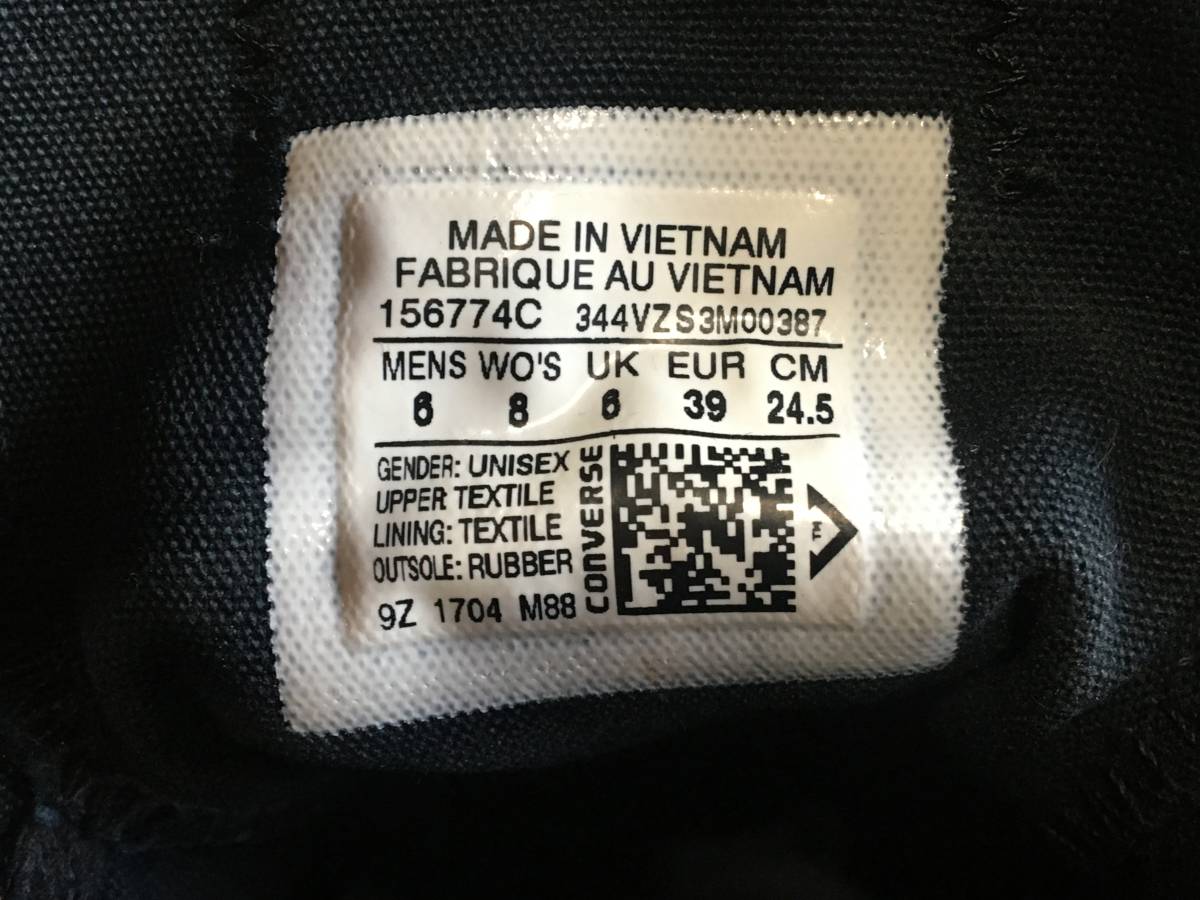 MADE IN VIETNAM
FABRIQUE AU VIETNAM
156774C 344VZS3M00387
MENS WO'S UK EUR CM
6 8 6 39 24.5
GENDER: UNISEX
UPPER TEXTILE
LINING: TEXTILE
OUTSOLE: RUBBER
9Z 1704 M88
CONVERSE